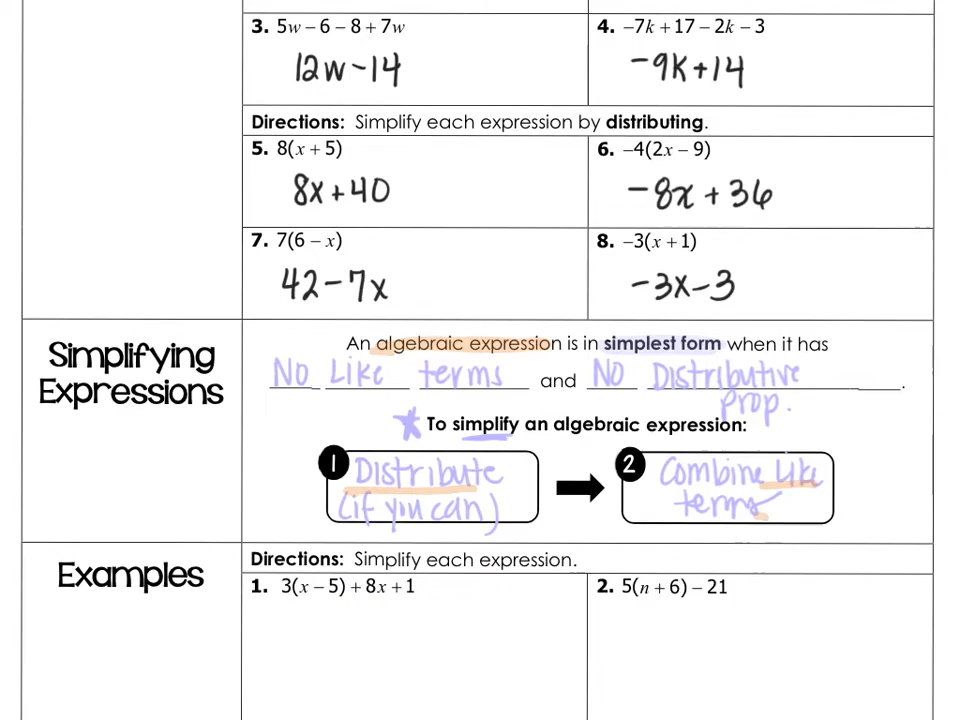 3. 5w – 6 – 8 + 7w
12w – 14
4. –7k + 17 – 2k – 3
-9k + 14
Directions: Simplify each expression by distributing.
5. 8(x + 5)
8x + 40
6. –4(2x – 9)
-8x + 36
7. 7(6 – x)
42 - 7x
8. –3(x + 1)
-3x - 3
Simplifying
Expressions
An algebraic expression is in simplest form when it has
No Like terms and No Distributive
prop.
To simplify an algebraic expression:
1 Distribute
(if you can)
2 Combine like
terms
Examples
Directions: Simplify each expression.
1. 3(x – 5) + 8x + 1
2. 5(n + 6) – 21